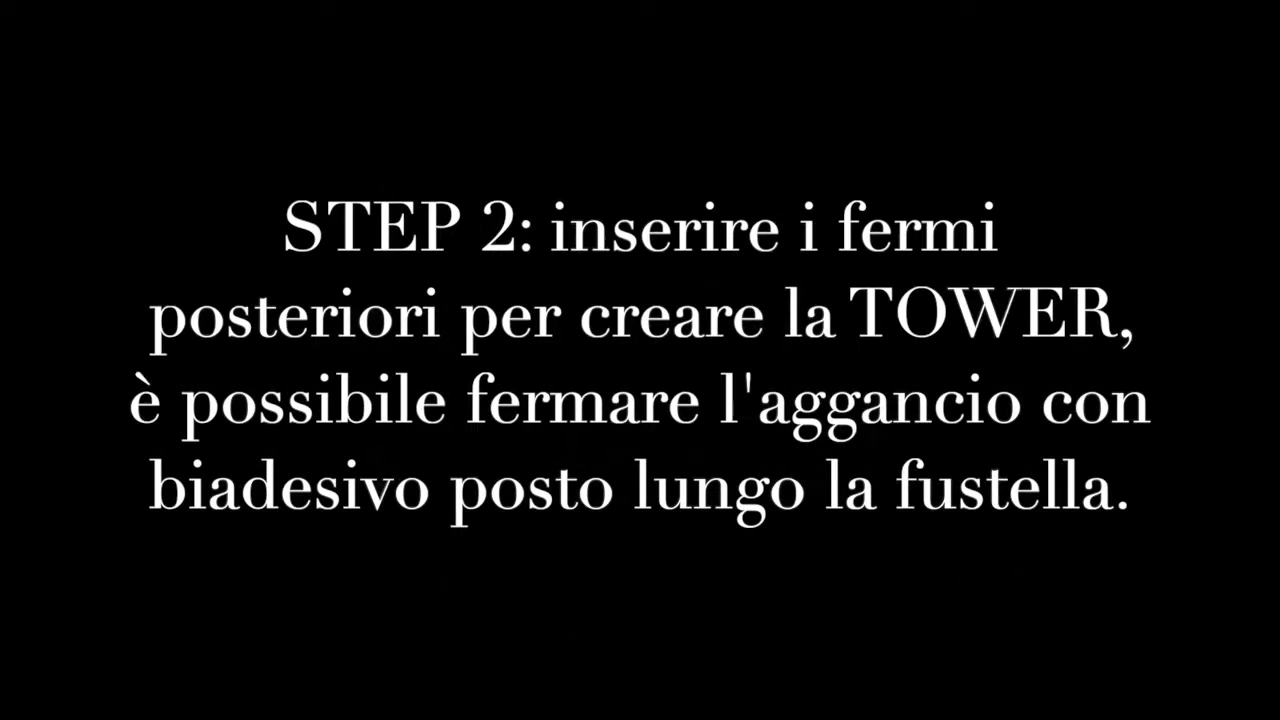 STEP 2: inserire i fermi
posteriori per creare la TOWER,
è possibile fermare l'aggancio con
biadesivo posto lungo la fustella.